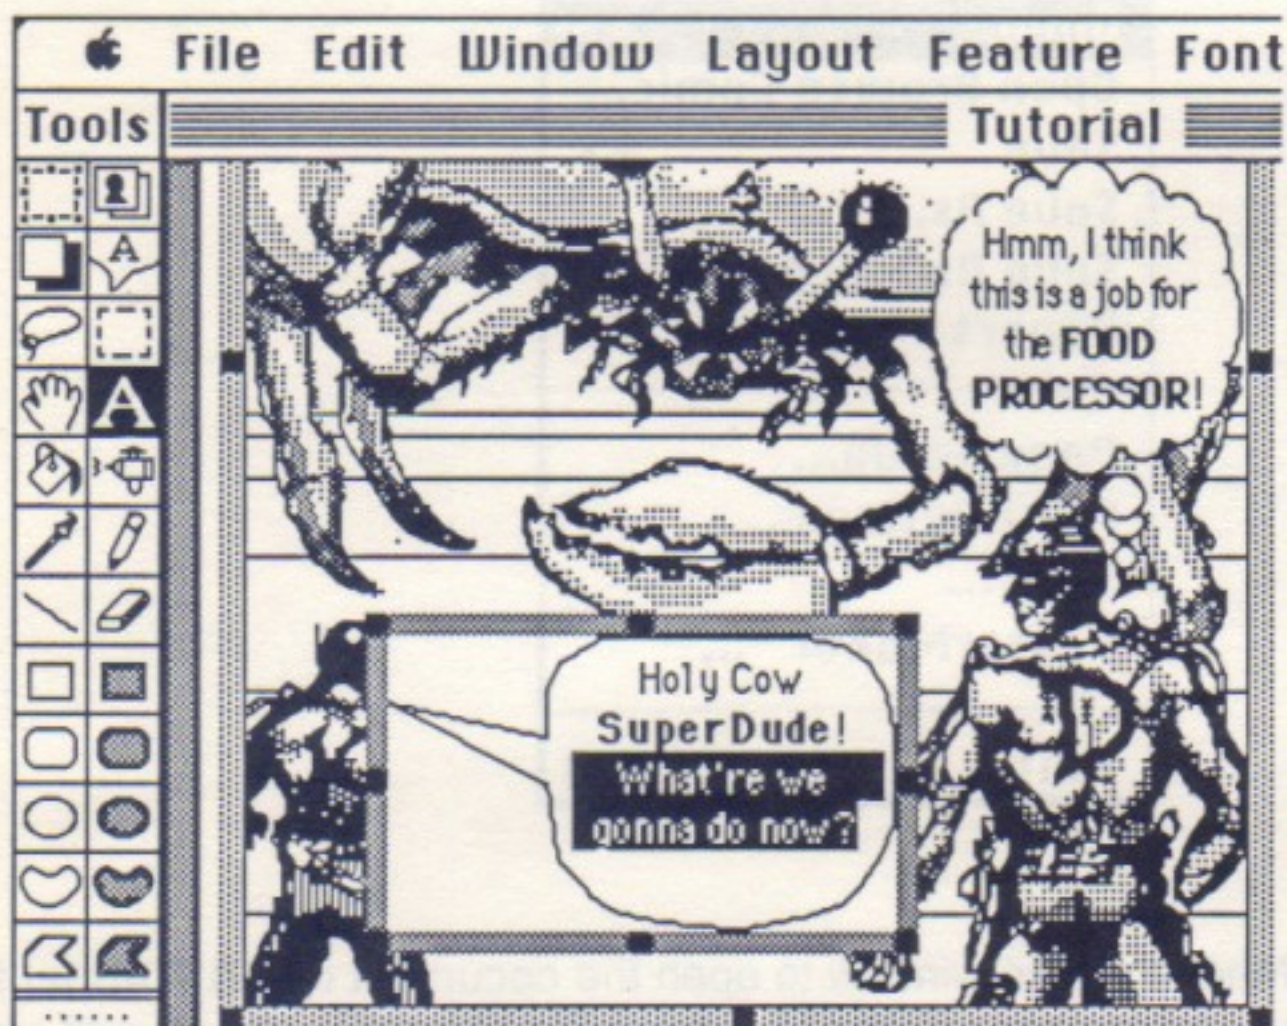 File Edit Window Layout Feature Font
Tools
Tutorial
A
A
Hmm, I think
this is a job for
the FOOD
PROCESSOR!
Holy Cow
SuperDude!
What're we
gonna do now?